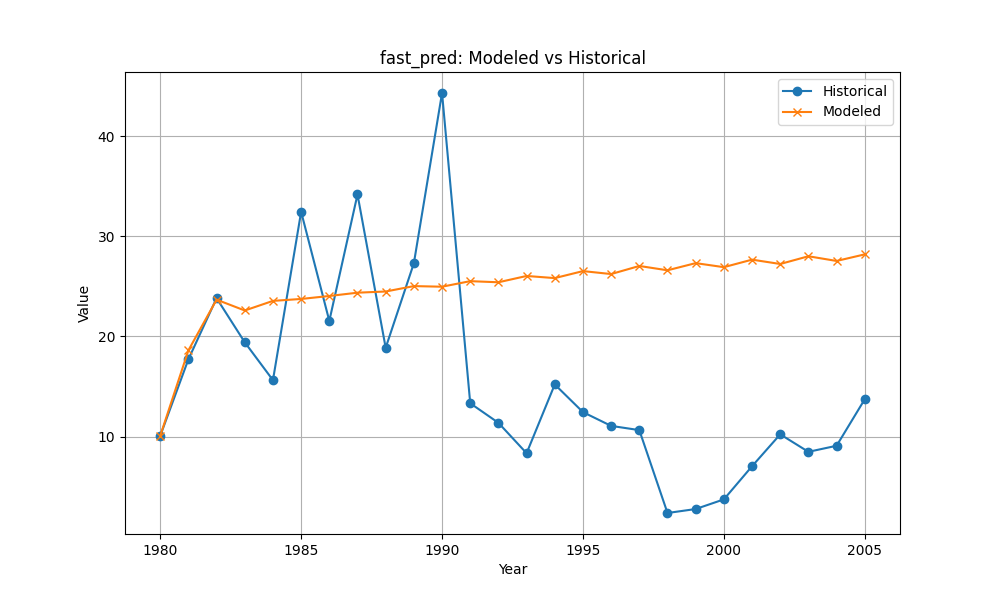 fast_pred: Modeled vs Historical
Historical
Modeled
Value
40
30
20
10
1980 1985 1990 1995 2000 2005
Year